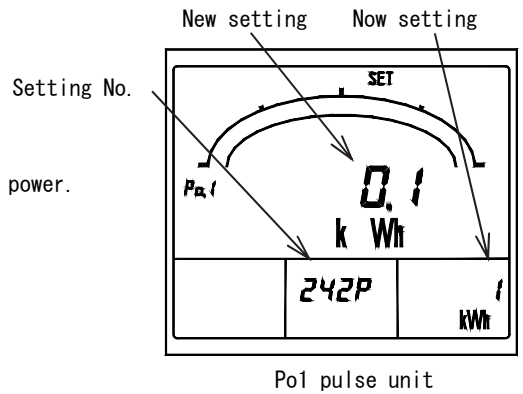 New setting Now setting
SET
Setting No.
power.
Po.1
0.1
k Wh
242P
1
kWh
Po1 pulse unit